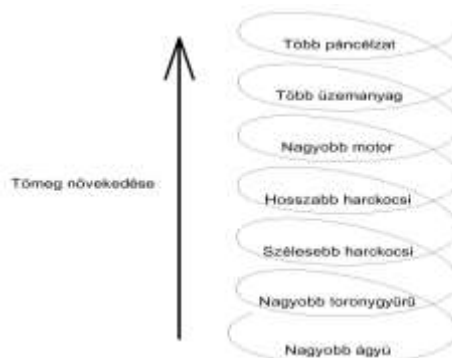 Több páncélzat
Több üzemanyag
Nagyobb motor
Tömeg növekedése
Hosszabb harckocsi
Szélesebb harckocsi
Nagyobb toronygyűrű
Nagyobb ágyú